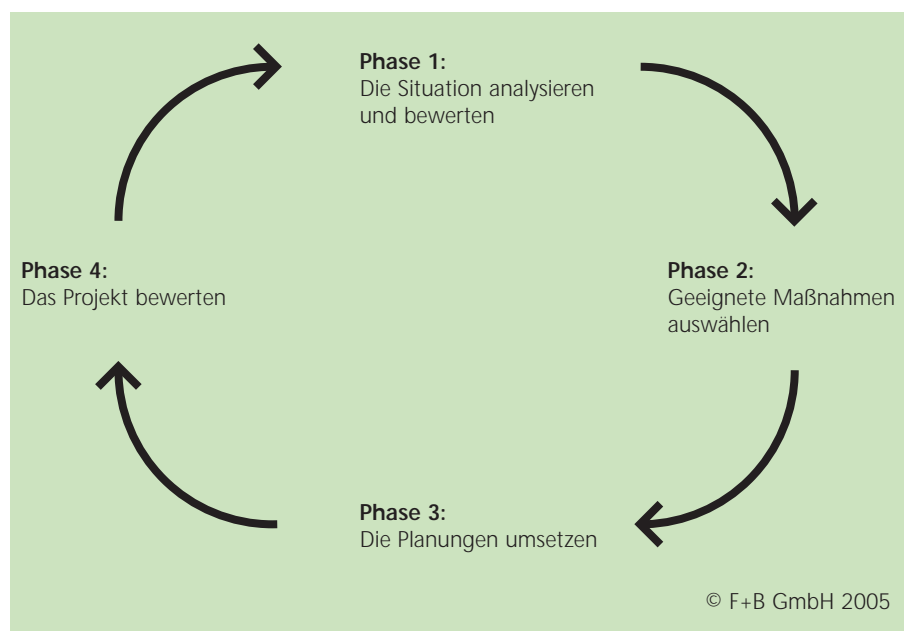 Phase 1:
Die Situation analysieren
und bewerten
Phase 2:
Geeignete Maßnahmen
auswählen
Phase 3:
Die Planungen umsetzen
Phase 4:
Das Projekt bewerten
© F+B GmbH 2005